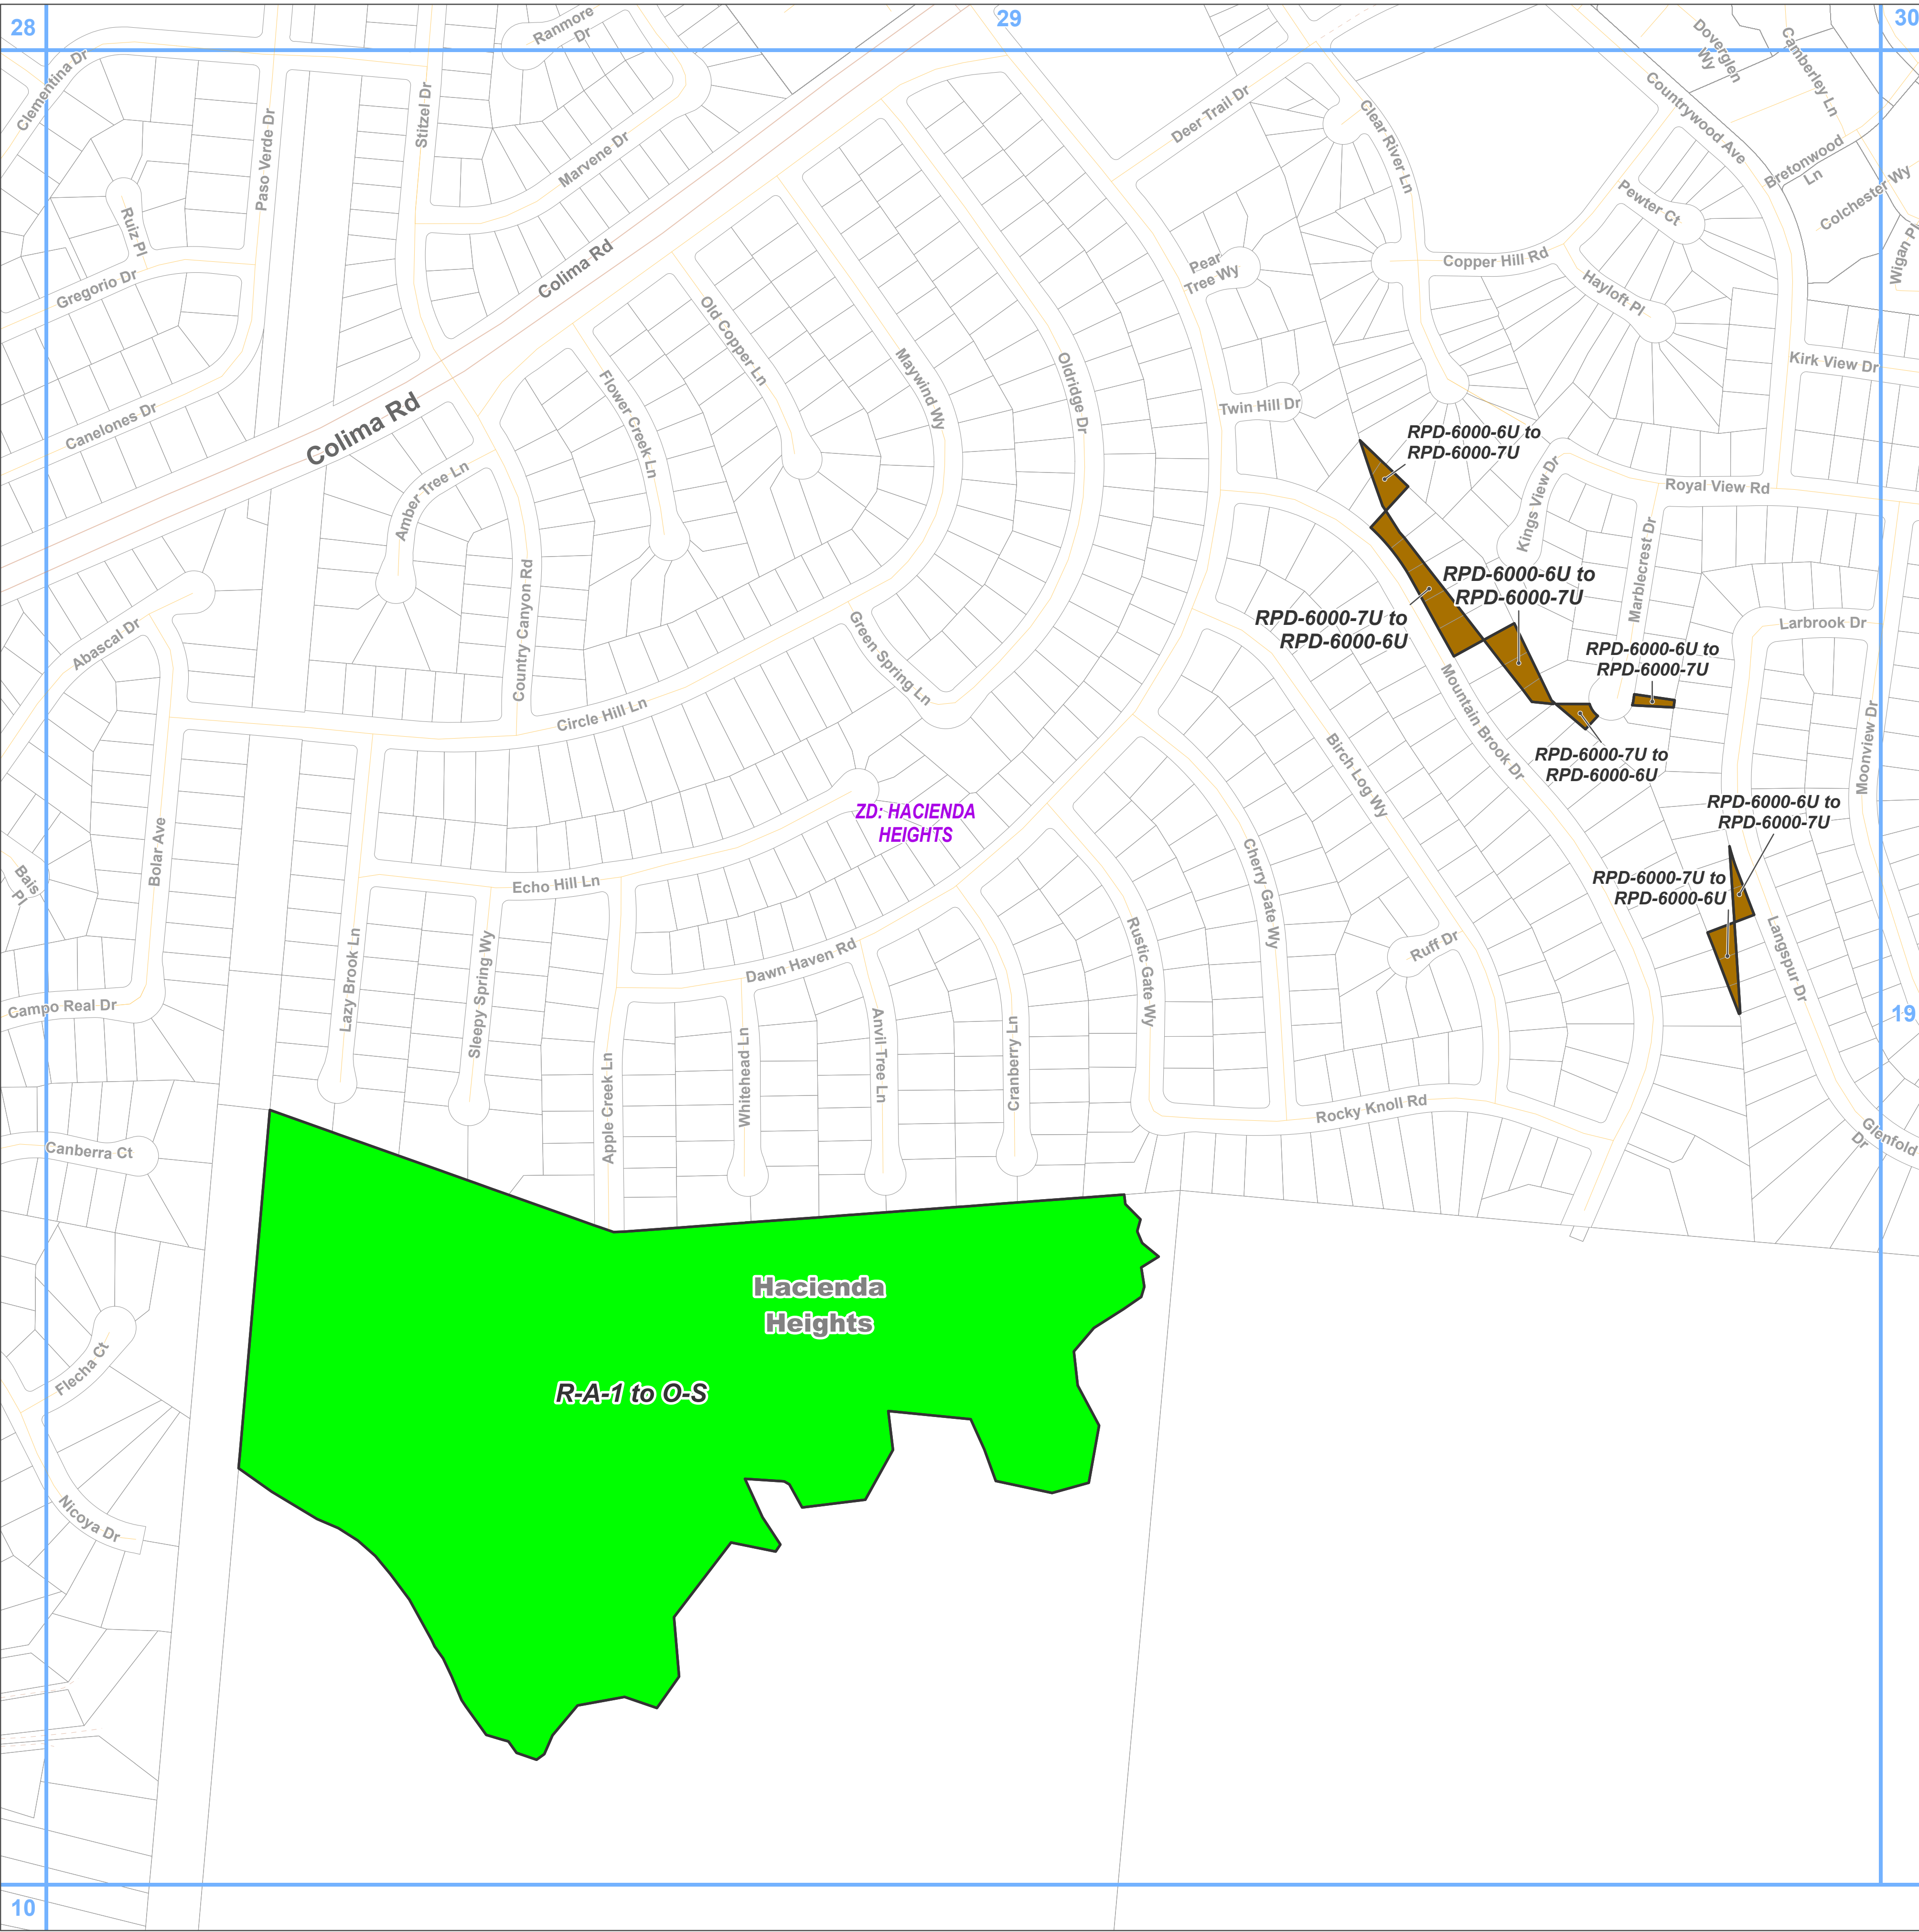 28
29
30
Ranmore
Dr
Doverglen
Wy
Camberley Ln
Clementina Dr
Stitzel Dr
Paso Verde Dr
Marvene Dr
Deer Trail Dr
Clear River Ln
Countrywood Ave
Bretonwood
Ln
Colchester Wy
Pewter Ct
Ruiz Pl
Gregorio Dr
Colima Rd
Pear
Tree Wy
Copper Hill Rd
Hayloft Pl
Wigan P
Old Copper Ln
Maywind Wy
Oldridge Dr
Kirk View Dr
Flower Creek Ln
Canelones Dr
Colima Rd
Twin Hill Dr
RPD-6000-6U to
RPD-6000-7U
Amber Tree Ln
Kings View Dr
Royal View Rd
Marblecrest Dr
RPD-6000-6U to
RPD-6000-7U
RPD-6000-7U to
RPD-6000-6U
Country Canyon Rd
Abascal Dr
Green Spring Ln
Larbrook Dr
RPD-6000-6U to
RPD-6000-7U
Circle Hill Ln
Mountain Brook Dr
Birch Log Wy
Moonview Dr
RPD-6000-7U to
RPD-6000-6U
RPD-6000-6U to
RPD-6000-7U
ZD: HACIENDA
HEIGHTS
Bolar Ave
Bais
Pl
Echo Hill Ln
Cherry Gate Wy
RPD-6000-7U to
RPD-6000-6U
Dawn Haven Rd
Ruff Dr
Langspur Dr
Lazy Brook Ln
Sleepy Spring Wy
Rustic Gate Wy
Campo Real Dr
19
Apple Creek Ln
Whitehead Ln
Anvil Tree Ln
Cranberry Ln
Rocky Knoll Rd
Glenfold
Dr
Canberra Ct
Hacienda
Heights
Flecha Ct
R-A-1 to O-S
Nicoya Dr
10